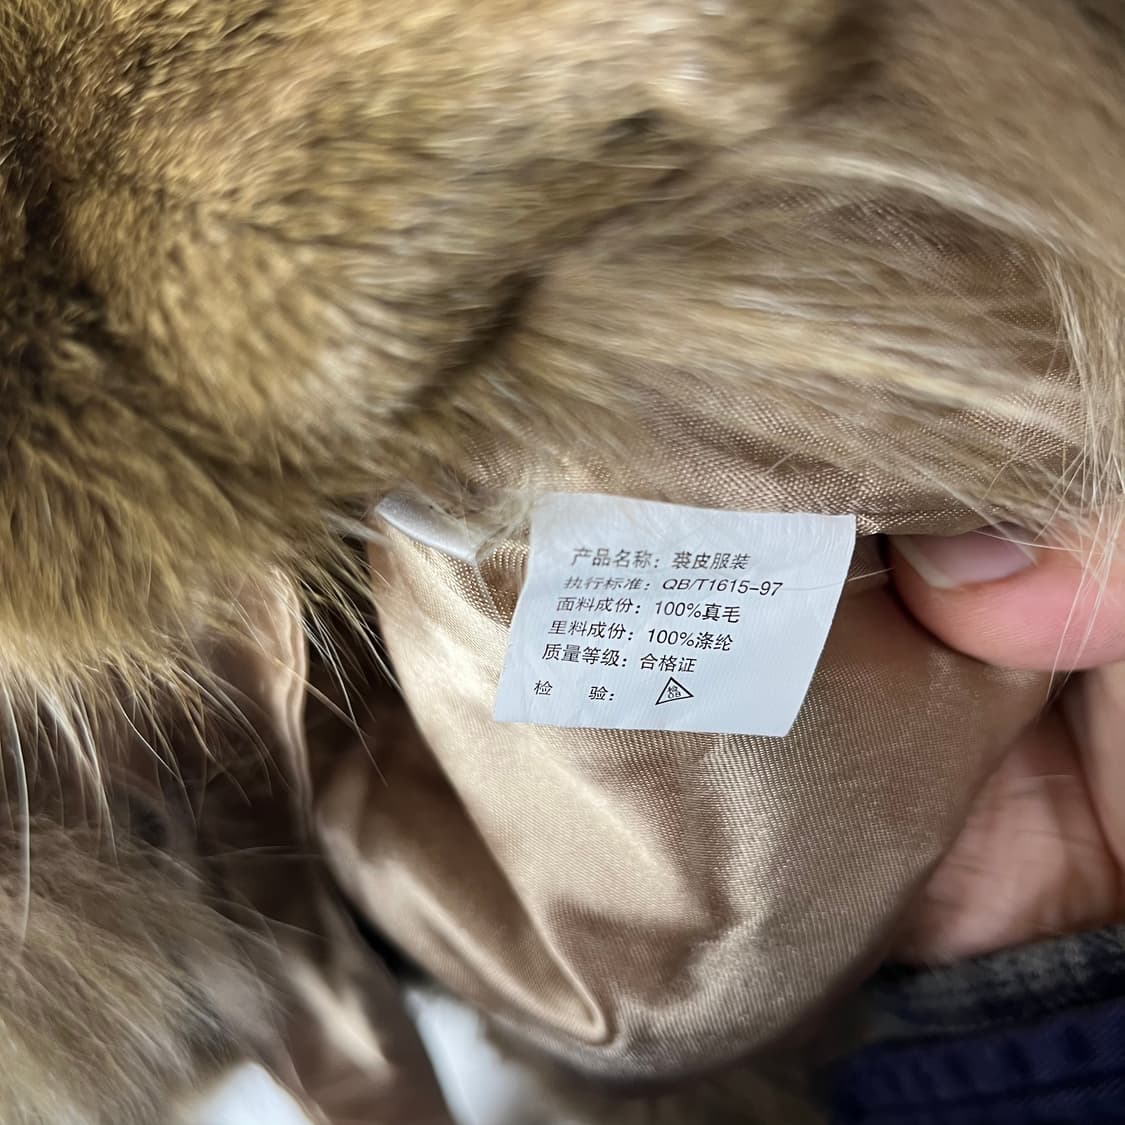 产品名称：裘皮服装
执行标准：QB/T1615-97
面料成份：100%真毛
里料成份：100%涤纶
质量等级：合格证
检 验：